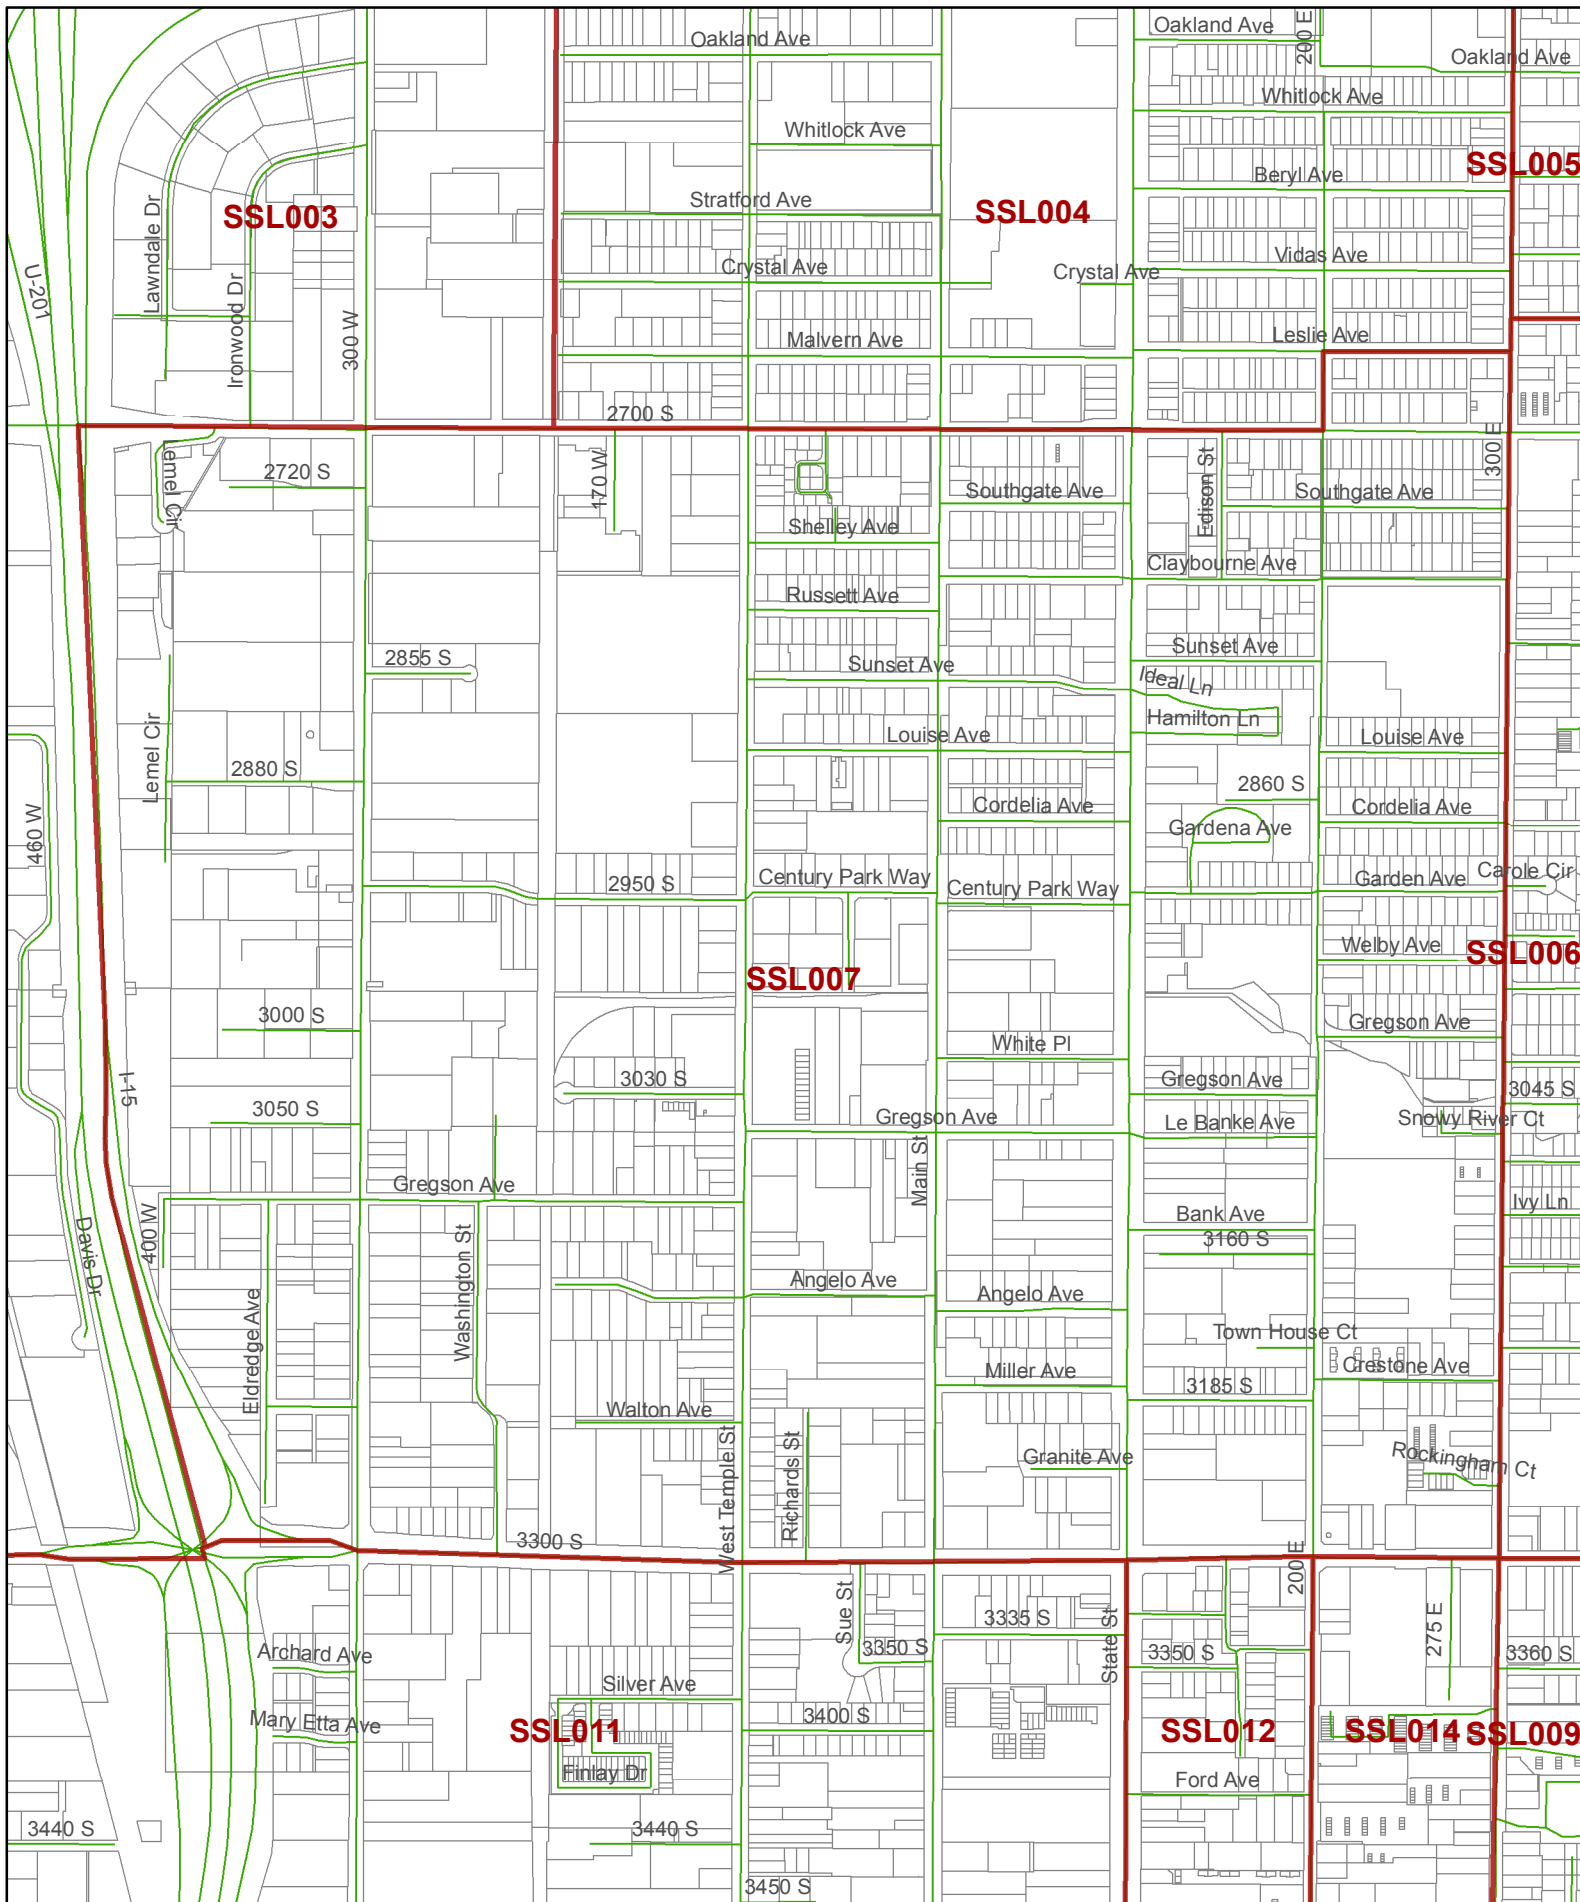 Oakland Ave
Oakland Ave
200 E
Oakland Ave
Whitlock Ave
Whitlock Ave
SSL005
Beryl Ave
Stratford Ave
Lawndale Dr
SSL003
SSL004
Vidas Ave
Crystal Ave
Crystal Ave
U-201
Ironwood Dr
300 W
Malvern Ave
Leslie Ave
2700 S
300 E
Lemel Cir
2720 S
170 W
Southgate Ave
Edison St
Southgate Ave
Shelley Ave
Claybourne Ave
Russett Ave
Sunset Ave
2855 S
Sunset Ave
Ideal Ln
Hamilton Ln
Louise Ave
Louise Ave
Lemel Cir
2880 S
2860 S
Cordelia Ave
Cordelia Ave
460 W
Gardena Ave
Century Park Way
Century Park Way
2950 S
Garden Ave
Carole Cir
Welby Ave
SSL006
SSL007
3000 S
Gregson Ave
White Pl
I-15
3030 S
Gregson Ave
3045 S
3050 S
Gregson Ave
Le Banke Ave
Snowy River Ct
Main St
Gregson Ave
Ivy Ln
400 W
Bank Ave
3160 S
Davis Dr
Washington St
Angelo Ave
Angelo Ave
Eldredge Ave
Town House Ct
Miller Ave
Crestone Ave
3185 S
Walton Ave
West Temple St
Richards St
Granite Ave
Rockingham Ct
3300 S
200 E
Sue St
3335 S
State St
275 E
Archard Ave
3350 S
3350 S
3360 S
Silver Ave
Mary Etta Ave
SSL011
3400 S
SSL012
SSL014
SSL009
Finlay Dr
Ford Ave
3440 S
3440 S
3450 S